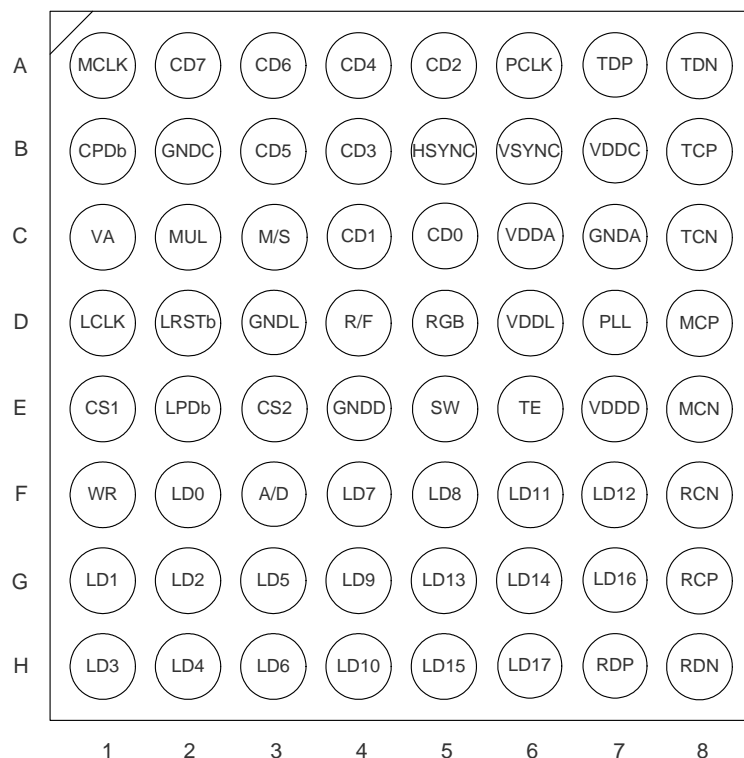 A MCLK CD7 CD6 CD4 CD2 PCLK TDP TDN
B CPDb GNDC CD5 CD3 HSYNC VSYNC VDDC TCP
C VA MUL M/S CD1 CD0 VDDA GNDA TCN
D LCLK LRSTb GNDL R/F RGB VDDL PLL MCP
E CS1 LPDb CS2 GNDD SW TE VDDD MCN
F WR LD0 A/D LD7 LD8 LD11 LD12 RCN
G LD1 LD2 LD5 LD9 LD13 LD14 LD16 RCP
H LD3 LD4 LD6 LD10 LD15 LD17 RDP RDN
1 2 3 4 5 6 7 8